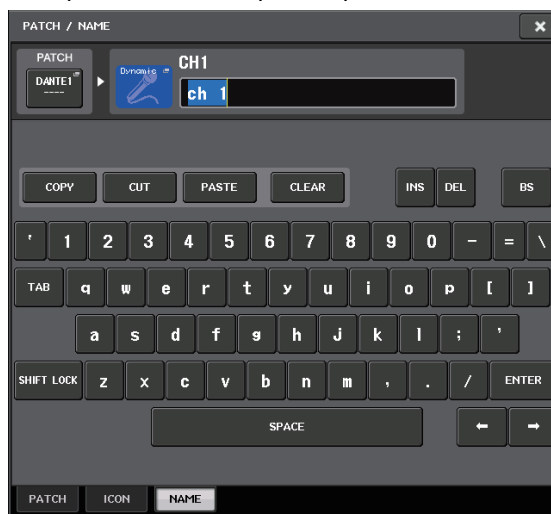 PATCH / NAME
PATCH
DANTE1
----
Dynamic
CH1
ch 1
COPY CUT PASTE CLEAR INS DEL BS
' 1 2 3 4 5 6 7 8 9 0 - = \
TAB q w e r t y u i o p [ ]
a s d f g h j k l ; '
SHIFT LOCK z x c v b n m , . / ENTER
SPACE ← →
PATCH ICON NAME